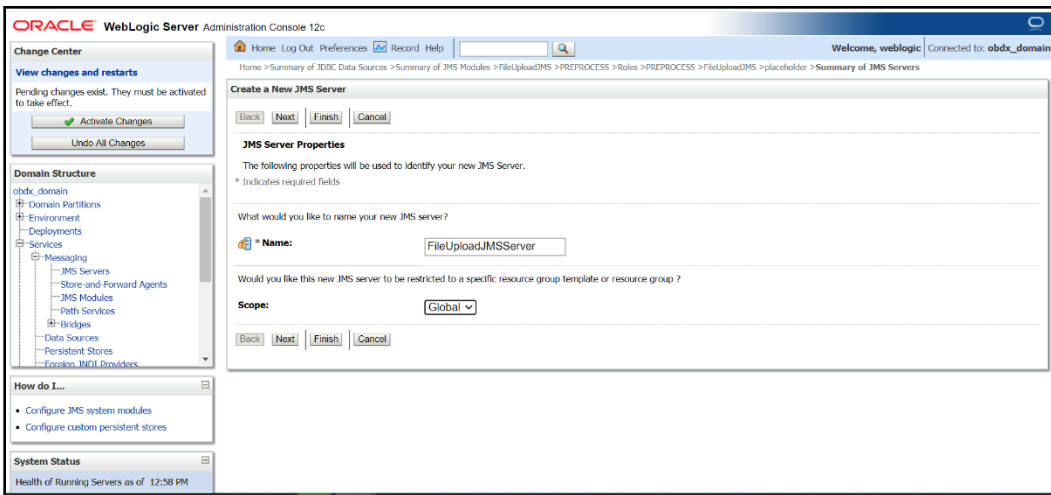 ORACLE WebLogic Server Administration Console 12c
Change Center
View changes and restarts
Pending changes exist. They must be activated
to take effect.
Activate Changes
Undo All Changes
Domain Structure
obdx_domain
Domain Partitions
Environment
Deployments
Services
Messaging
JMS Servers
Store-and-Forward Agents
JMS Modules
Path Services
Bridges
Data Sources
Persistent Stores
Foreign JNDI Providers
How do I...
Configure JMS system modules
Configure custom persistent stores
System Status
Health of Running Servers as of 12:58 PM
Home Log Out Preferences Record Help
Welcome, weblogic Connected to: obdx_domain
Home >Summary of JDBC Data Sources >Summary of JMS Modules >FileUploadJMS >PREPROCESS >Roles >PREPROCESS >FileUploadJMS >placeholder >Summary of JMS Servers
Create a New JMS Server
Back Next Finish Cancel
JMS Server Properties
The following properties will be used to identify your new JMS Server.
* Indicates required fields
What would you like to name your new JMS server?
* Name: FileUploadJMSServer
Would you like this new JMS server to be restricted to a specific resource group template or resource group ?
Scope: Global
Back Next Finish Cancel